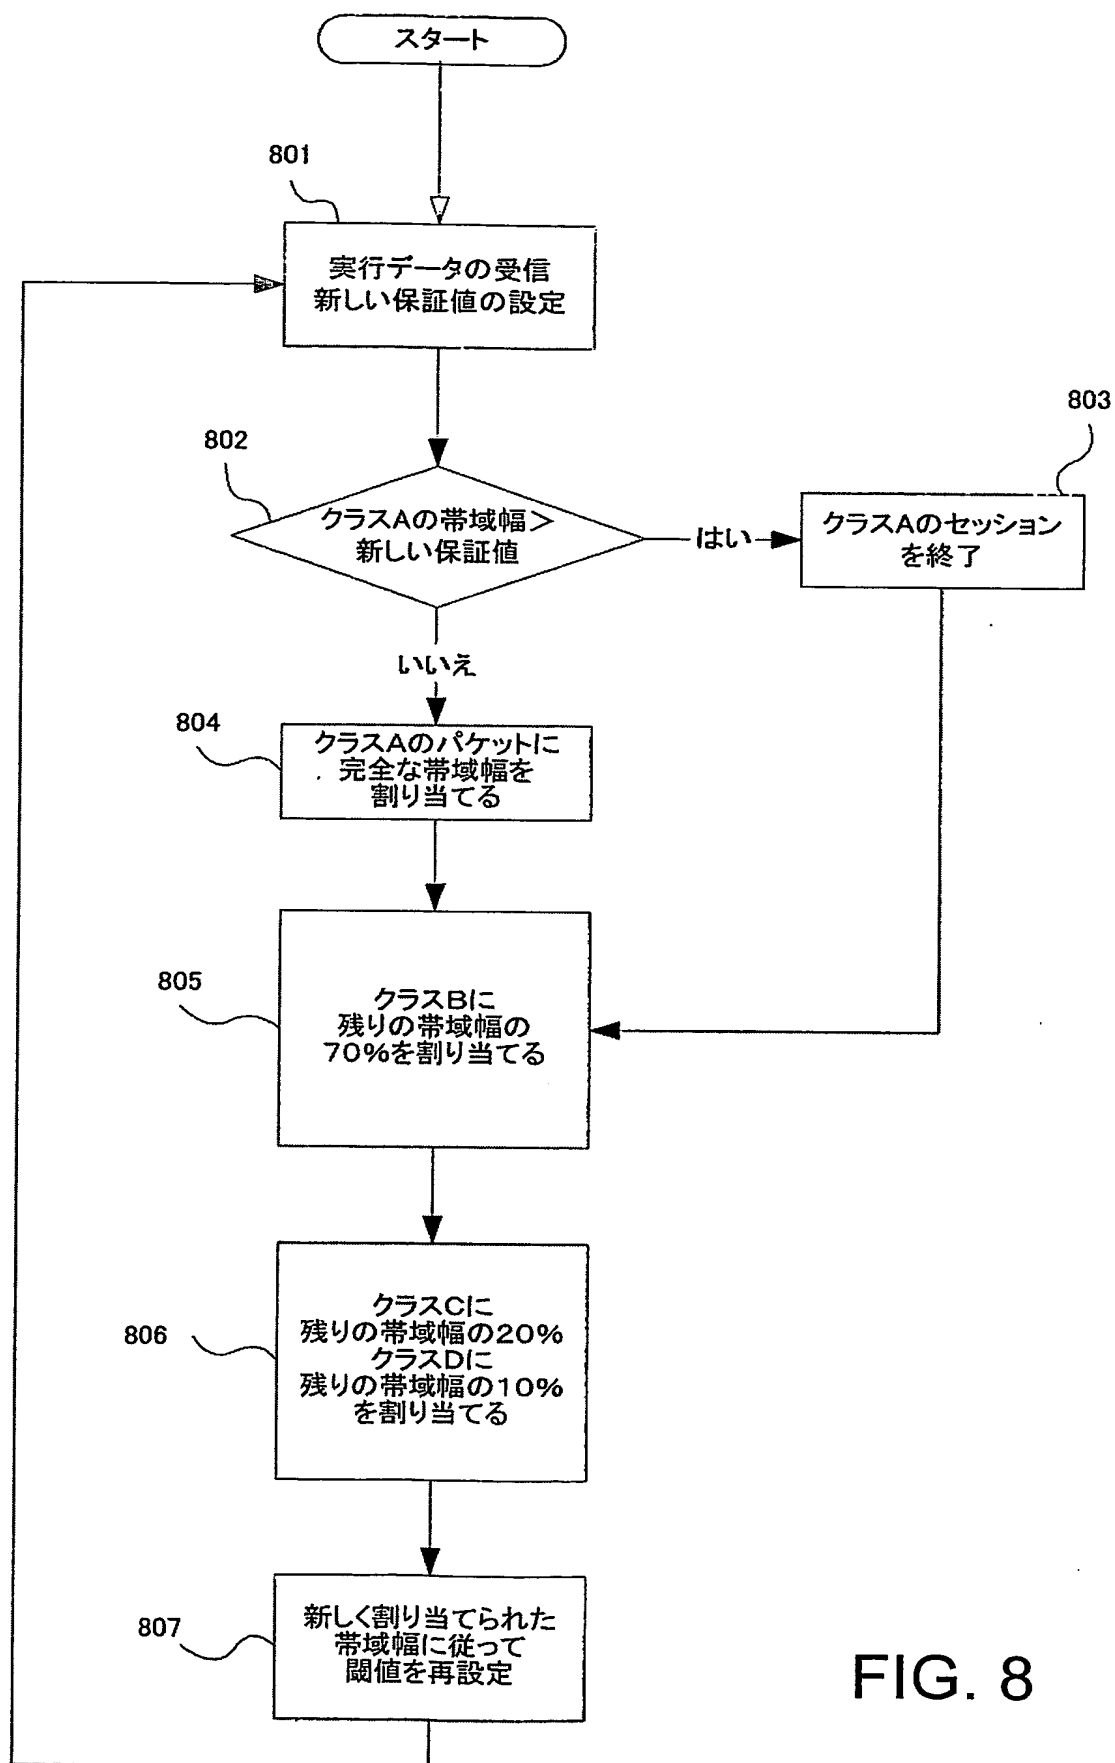 スタート
801
実行データの受信
新しい保証値の設定
802
クラスAの帯域幅>
新しい保証値
はい
803
クラスAのセッション
を終了
いいえ
804
クラスAのパケットに
完全な帯域幅を
割り当てる
805
クラスBに
残りの帯域幅の
70%を割り当てる
806
クラスCに
残りの帯域幅の20%
クラスDに
残りの帯域幅の10%
を割り当てる
807
新しく割り当てられた
帯域幅に従って
閾値を再設定
FIG. 8